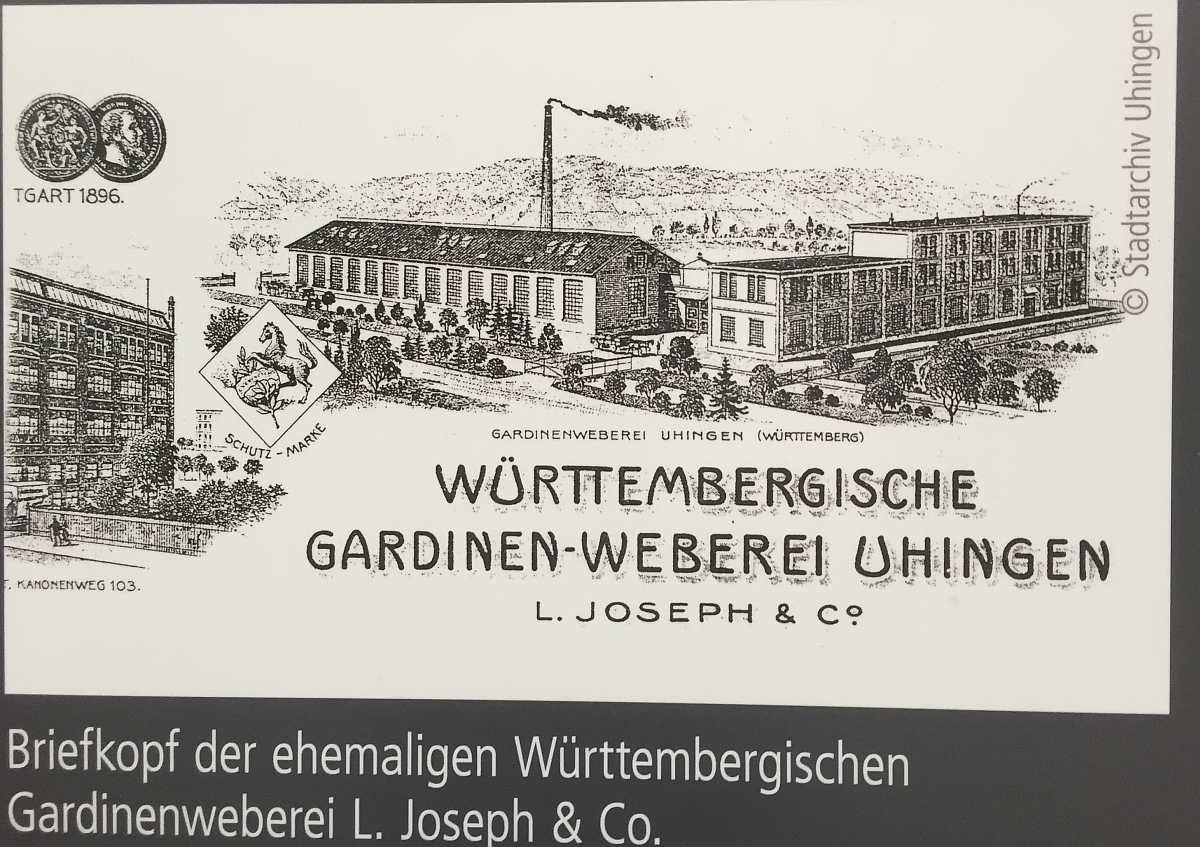 © Stadtarchiv Uhingen
TGART 1896.
SCHUTZ - MARKE
GARDINENWEBEREI UHINGEN (WÜRTTEMBERG)
WÜRTTEMBERGISCHE
GARDINEN-WEBEREI UHINGEN
L. JOSEPH & Co.
T. KANONENWEG 103.
Briefkopf der ehemaligen Württembergischen
Gardinenweberei L. Joseph & Co.